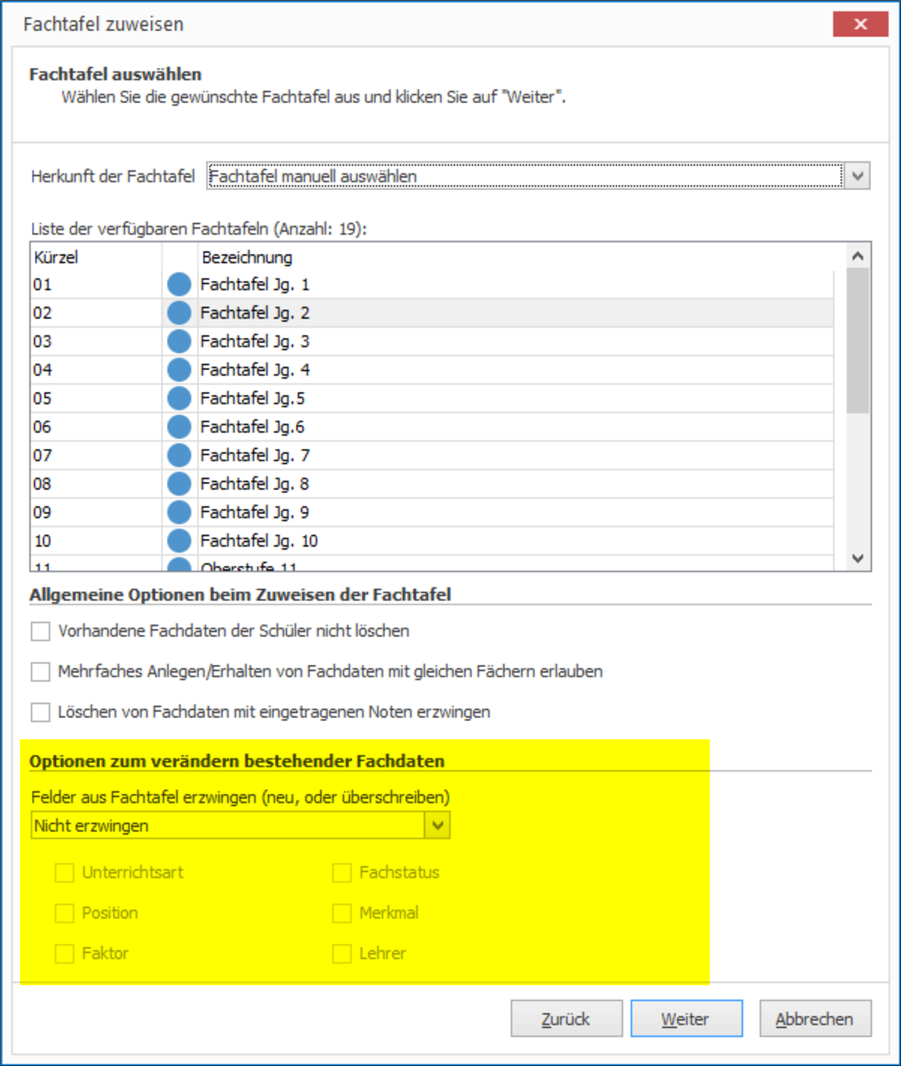 Fachtafel zuweisen
Fachtafel auswählen
Wählen Sie die gewünschte Fachtafel aus und klicken Sie auf "Weiter".
Herkunft der Fachtafel Fachtafel manuell auswählen
Liste der verfügbaren Fachtafeln (Anzahl: 19):
Kürzel Bezeichnung
01 Fachtafel Jg. 1
02 Fachtafel Jg. 2
03 Fachtafel Jg. 3
04 Fachtafel Jg. 4
05 Fachtafel Jg.5
06 Fachtafel Jg.6
07 Fachtafel Jg. 7
08 Fachtafel Jg. 8
09 Fachtafel Jg. 9
10 Fachtafel Jg. 10
11 Oberstufe 11
Allgemeine Optionen beim Zuweisen der Fachtafel
Vorhandene Fachdaten der Schüler nicht löschen
Mehrfaches Anlegen/Erhalten von Fachdaten mit gleichen Fächern erlauben
Löschen von Fachdaten mit eingetragenen Noten erzwingen
Optionen zum verändern bestehender Fachdaten
Felder aus Fachtafel erzwingen (neu, oder überschreiben)
Nicht erzwingen
Unterrichtsart Fachstatus
Position Merkmal
Faktor Lehrer
Zurück Weiter Abbrechen